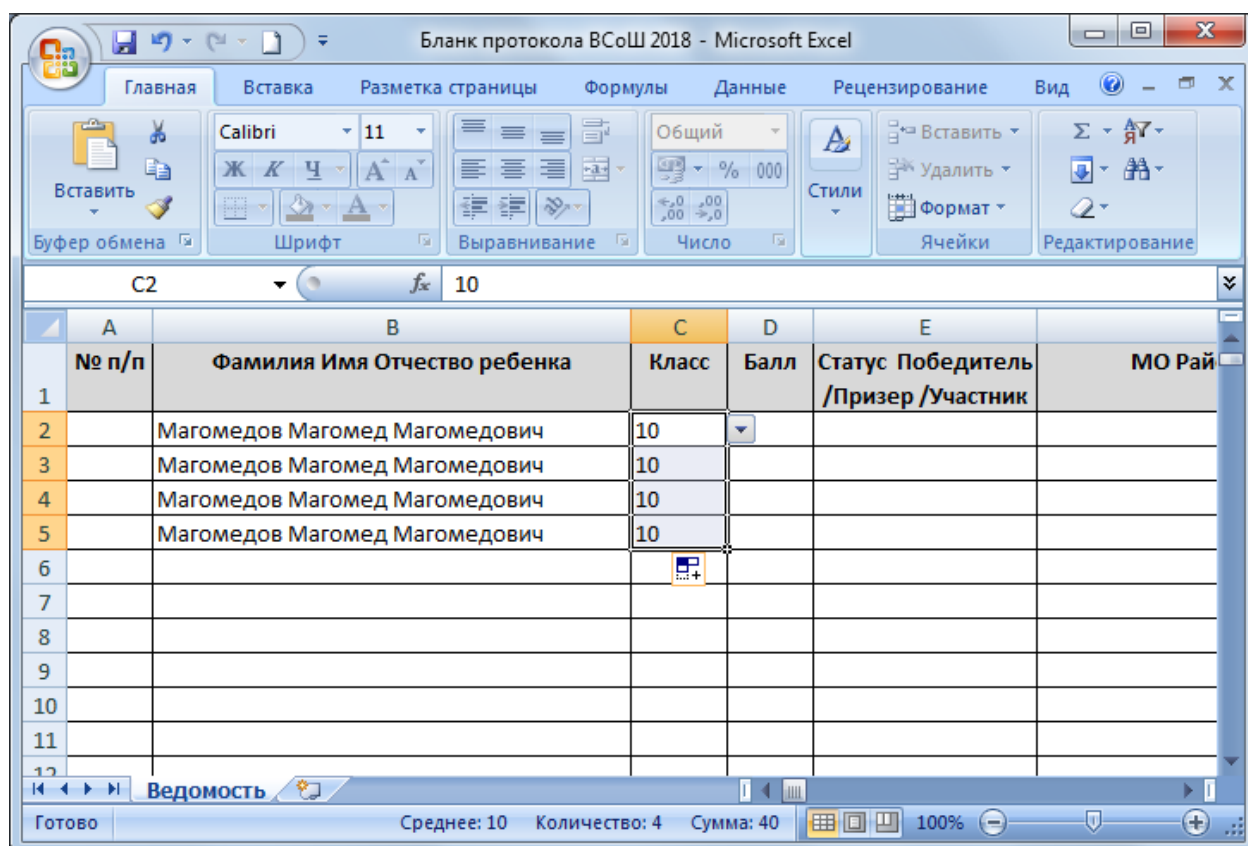 Бланк протокола ВСоШ 2018 - Microsoft Excel
Главная Вставка Разметка страницы Формулы Данные Рецензирование Вид
Calibri 11 Общий Вставить Σ
Ж К Ч % 000 Удалить
Вставить Стили Формат
Буфер обмена Шрифт Выравнивание Число Ячейки Редактирование
C2 fx 10
A B C D E
№ п/п Фамилия Имя Отчество ребенка Класс Балл Статус Победитель МО Рай
1 /Призер /Участник
2 Магомедов Магомед Магомедович 10
3 Магомедов Магомед Магомедович 10
4 Магомедов Магомед Магомедович 10
5 Магомедов Магомед Магомедович 10
6
7
8
9
10
11
12
Ведомость
Готово Среднее: 10 Количество: 4 Сумма: 40 100%